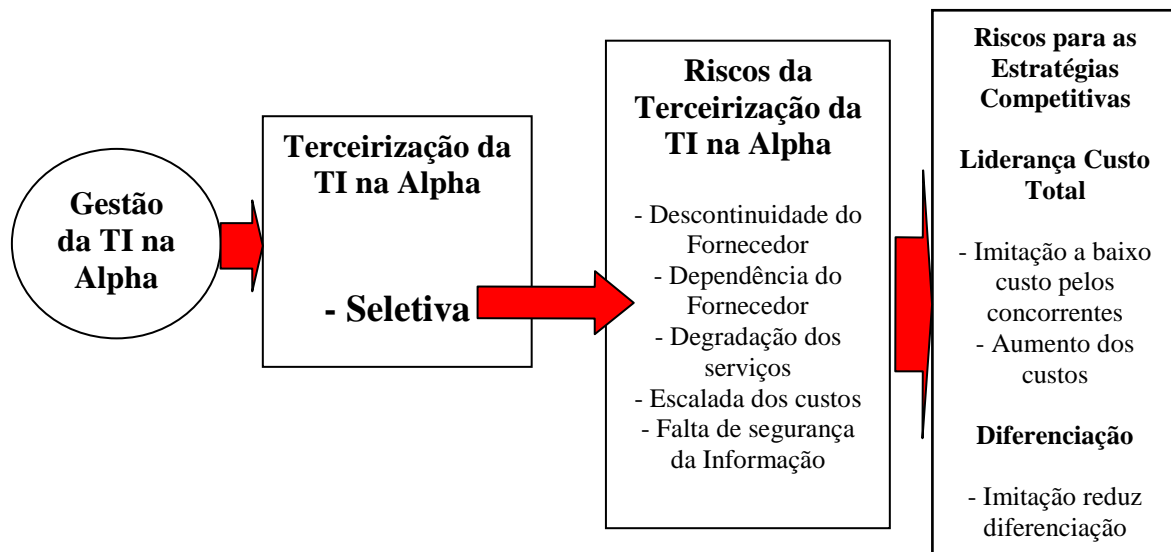 Gestão
da TI na
Alpha
Terceirização da
TI na Alpha
- Seletiva
Riscos da
Terceirização da
TI na Alpha
- Descontinuidade do
Fornecedor
- Dependência do
Fornecedor
- Degradação dos
serviços
- Escalada dos custos
- Falta de segurança
da Informação
Riscos para as
Estratégias
Competitivas
Liderança Custo
Total
- Imitação a baixo
custo pelos
concorrentes
- Aumento dos
custos
Diferenciação
- Imitação reduz
diferenciação